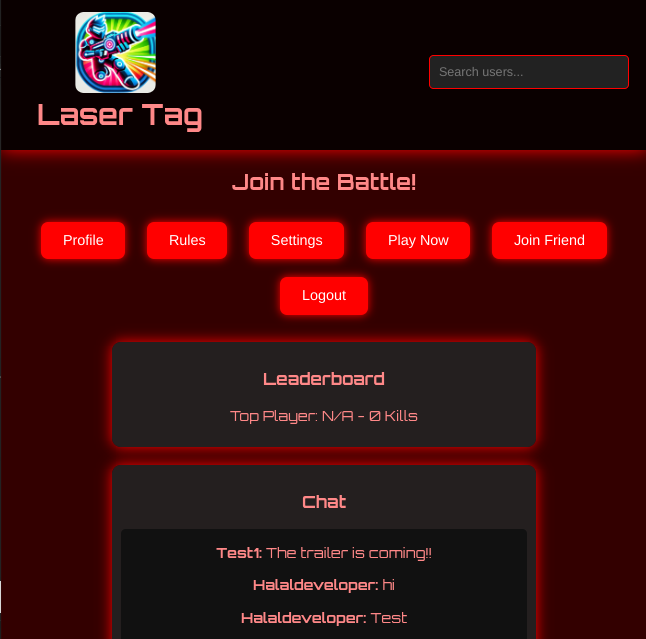 Laser Tag
Search users...
Join the Battle!
Profile
Rules
Settings
Play Now
Join Friend
Logout
Leaderboard
Top Player: N/A - 0 Kills
Chat
Test1: The trailer is coming!!
Halaldeveloper: hi
Halaldeveloper: Test